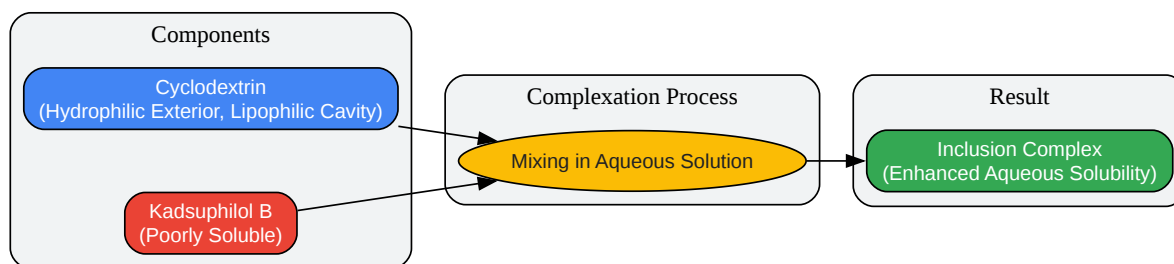 Components
Cyclodextrin
(Hydrophilic Exterior, Lipophilic Cavity)
Kadsuphilol B
(Poorly Soluble)
Complexation Process
Mixing in Aqueous Solution
Result
Inclusion Complex
(Enhanced Aqueous Solubility)